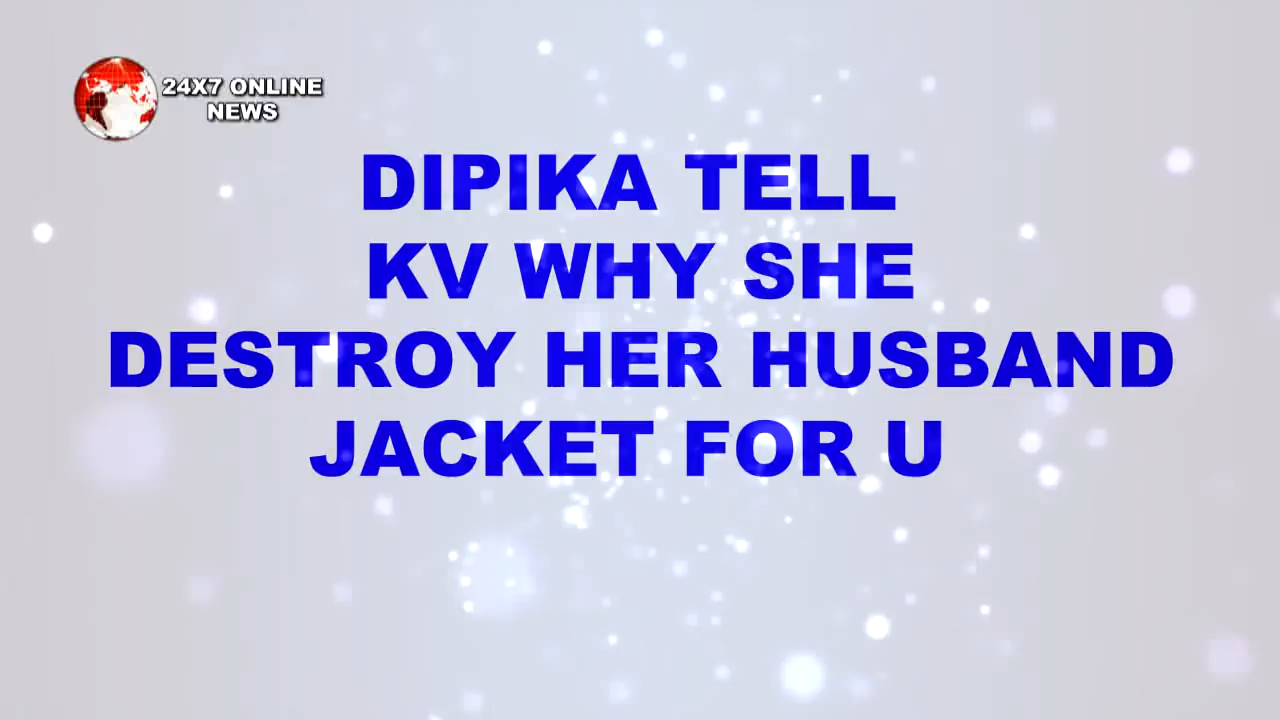 24X7 ONLINE
NEWS
DIPIKA TELL
KV WHY SHE
DESTROY HER HUSBAND
JACKET FOR U